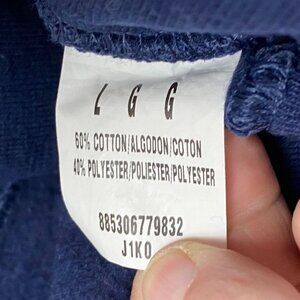 L G G
60% COTTON/ALGODON/COTON
40% POLYESTER/POLIESTER/POLYESTER
885306779832
J1K0